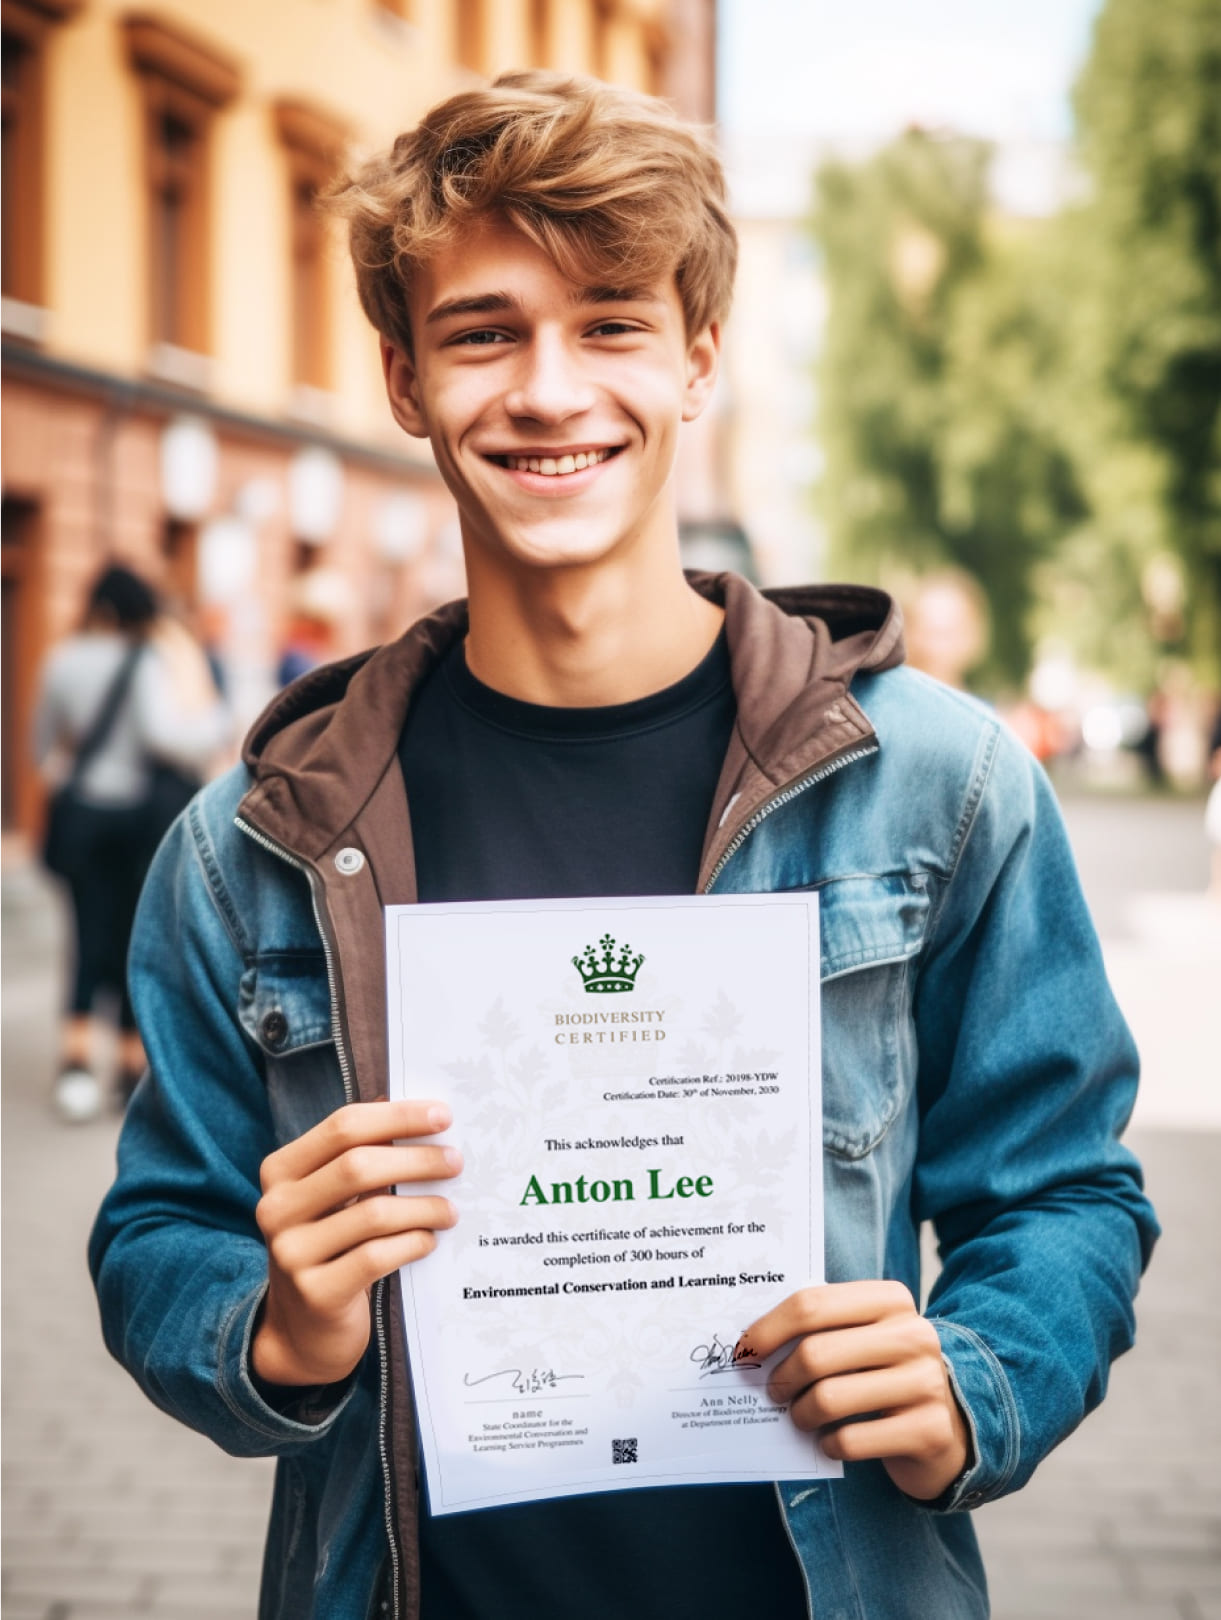 BIODIVERSITY
CERTIFIED
Certification Ref.: 20198-YDW
Certification Date: 30th of November, 2030
This acknowledges that
Anton Lee
is awarded this certificate of achievement for the
completion of 300 hours of
Environmental Conservation and Learning Service
name
State Coordinator for the
Environmental Conversation and
Learning Service Programmes
Ann Nelly
Director of Biodiversity Strategy
at Department of Education